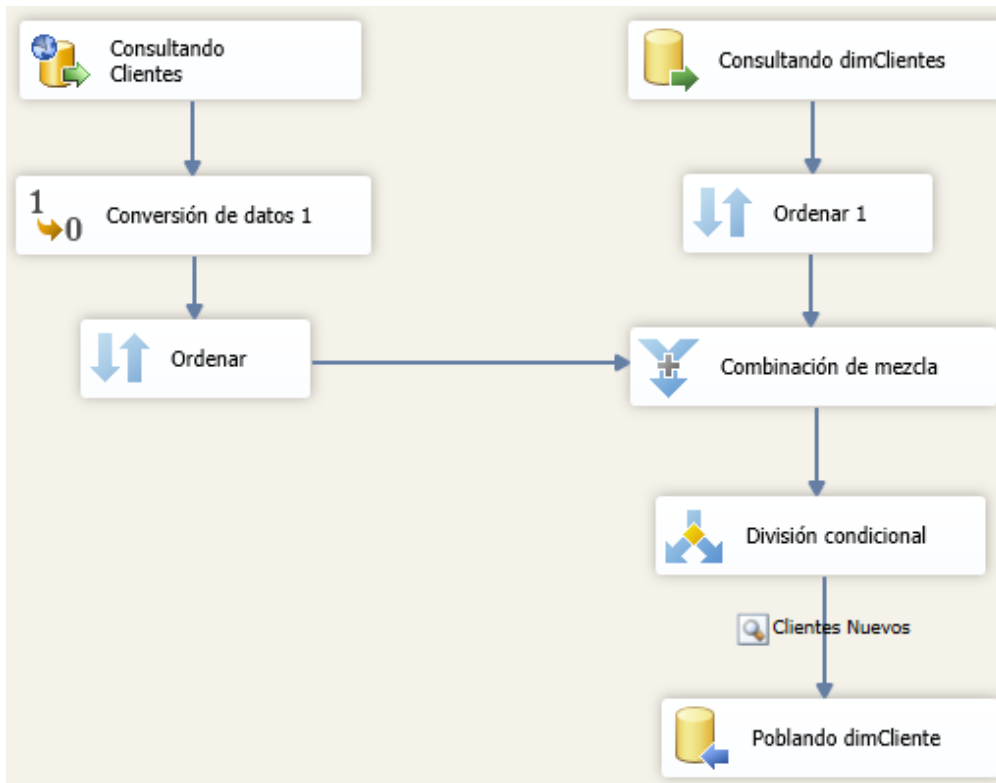 Consultando
Clientes
Consultando dimClientes
1
0
Conversión de datos 1
Ordenar 1
Ordenar
Combinación de mezcla
División condicional
Clientes Nuevos
Poblando dimCliente